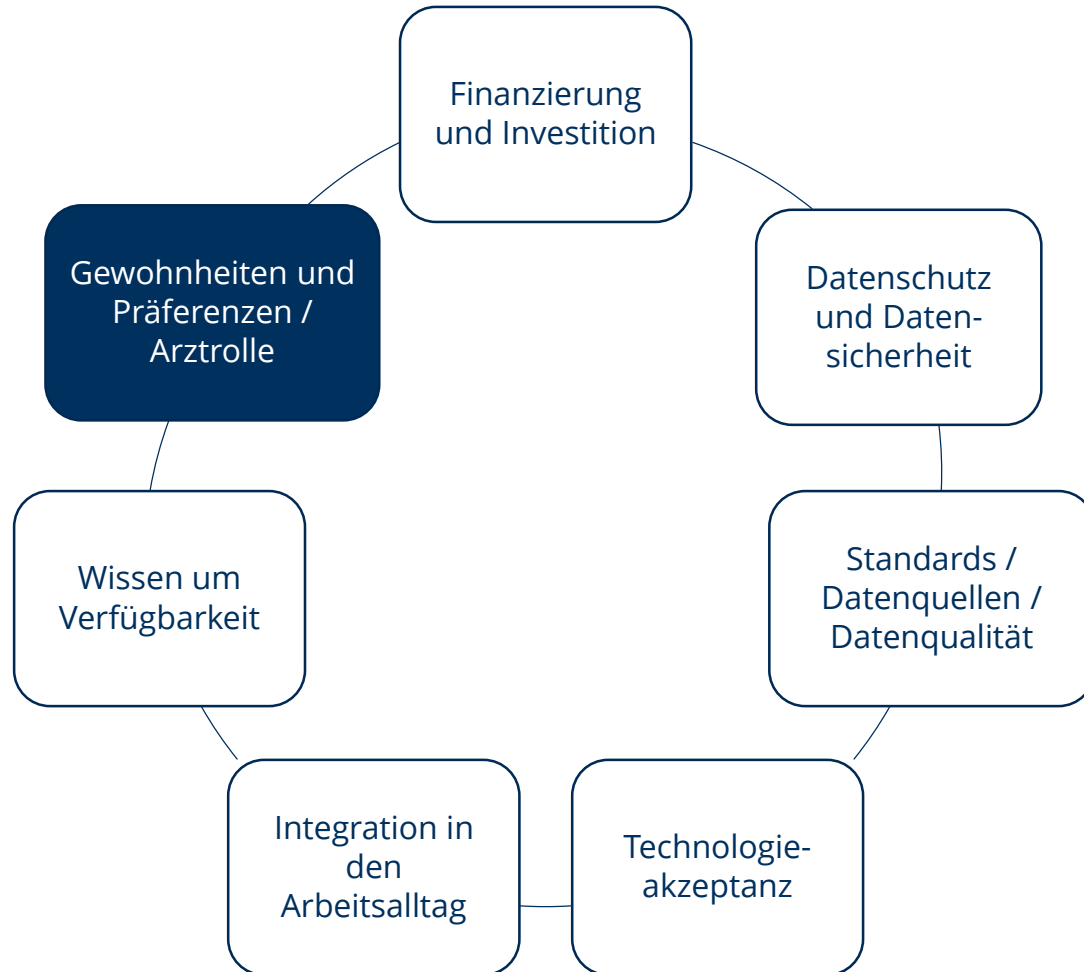 Finanzierung
und Investition
Datenschutz
und Daten-
sicherheit
Standards /
Datenquellen /
Datenqualität
Technologie-
akzeptanz
Integration in
den
Arbeitsalltag
Wissen um
Verfügbarkeit
Gewohnheiten und
Präferenzen /
Arztrolle